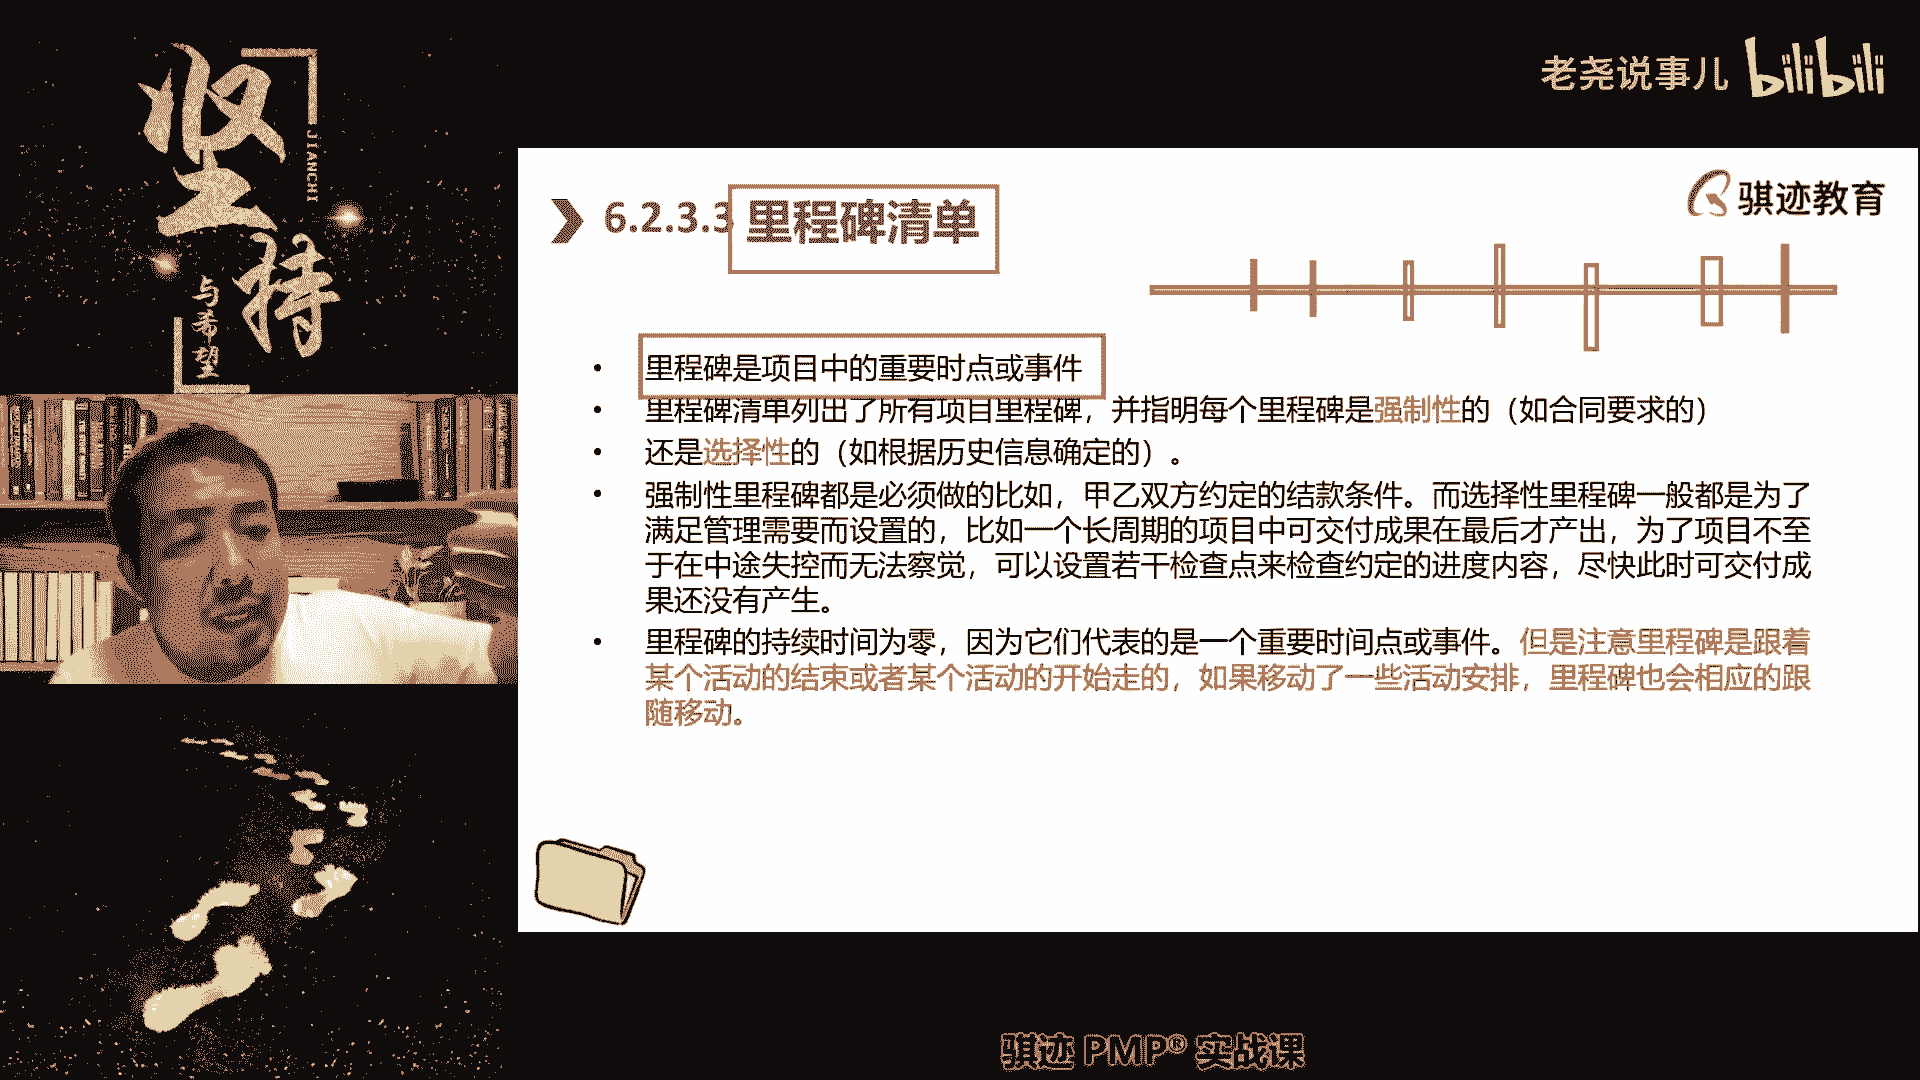 坚持
JIANCHI
与希望
老尧说事儿 bilibili
骐迹教育
6.2.3.3 里程碑清单
里程碑是项目中的重要时点或事件
里程碑清单列出了所有项目里程碑，并指明每个里程碑是强制性的（如合同要求的）
还是选择性的（如根据历史信息确定的）。
强制性里程碑都是必须做的比如，甲乙双方约定的结款条件。而选择性里程碑一般都是为了
满足管理需要而设置的，比如一个长周期的项目中可交付成果在最后才产出，为了项目不至
于在中途失控而无法察觉，可以设置若干检查点来检查约定的进度内容，尽快此时可交付成
果还没有产生。
里程碑的持续时间为零，因为它们代表的是一个重要时间点或事件。但是注意里程碑是跟着
某个活动的结束或者某个活动的开始走的，如果移动了一些活动安排，里程碑也会相应的跟
随移动。
骐迹 PMP® 实战课